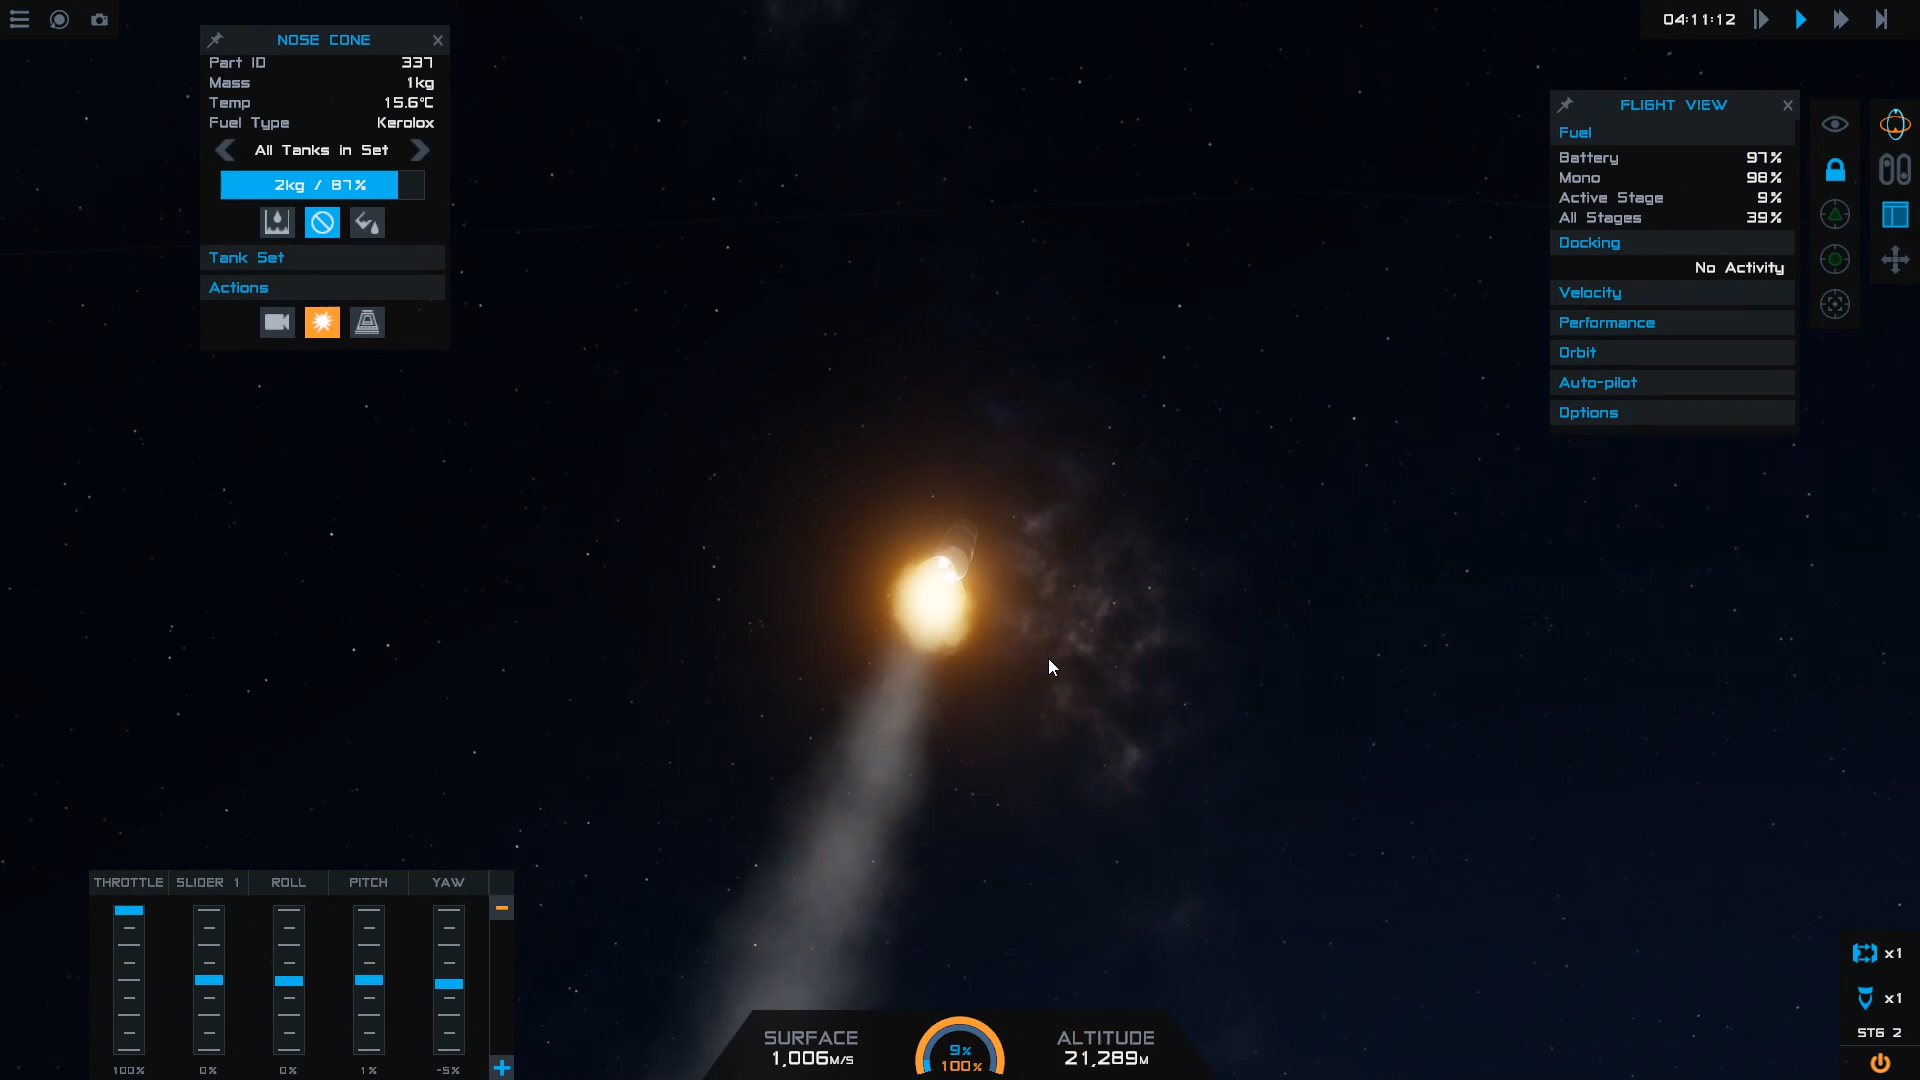 04:11:12
NOSE CONE
Part ID 337
Mass 1kg
Temp 15.6°C
Fuel Type Kerolox
All Tanks in Set
2kg / 87%
Tank Set
Actions
FLIGHT VIEW
Fuel
Battery 97%
Mono 98%
Active Stage 9%
All Stages 39%
Docking
No Activity
Velocity
Performance
Orbit
Auto-pilot
Options
THROTTLE SLIDER 1 ROLL PITCH YAW
100% 0% 0% 1% -5%
SURFACE
1,006M/S
9%
100%
ALTITUDE
21,289M
x1
x1
STG 2